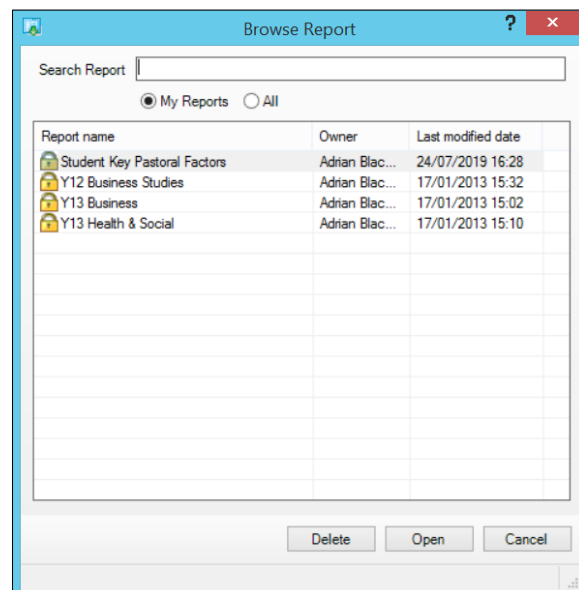 Browse Report ? ×
Search Report
My Reports All
Report name Owner Last modified date
Student Key Pastoral Factors Adrian Blac... 24/07/2019 16:28
Y12 Business Studies Adrian Blac... 17/01/2013 15:32
Y13 Business Adrian Blac... 17/01/2013 15:02
Y13 Health & Social Adrian Blac... 17/01/2013 15:10
Delete Open Cancel